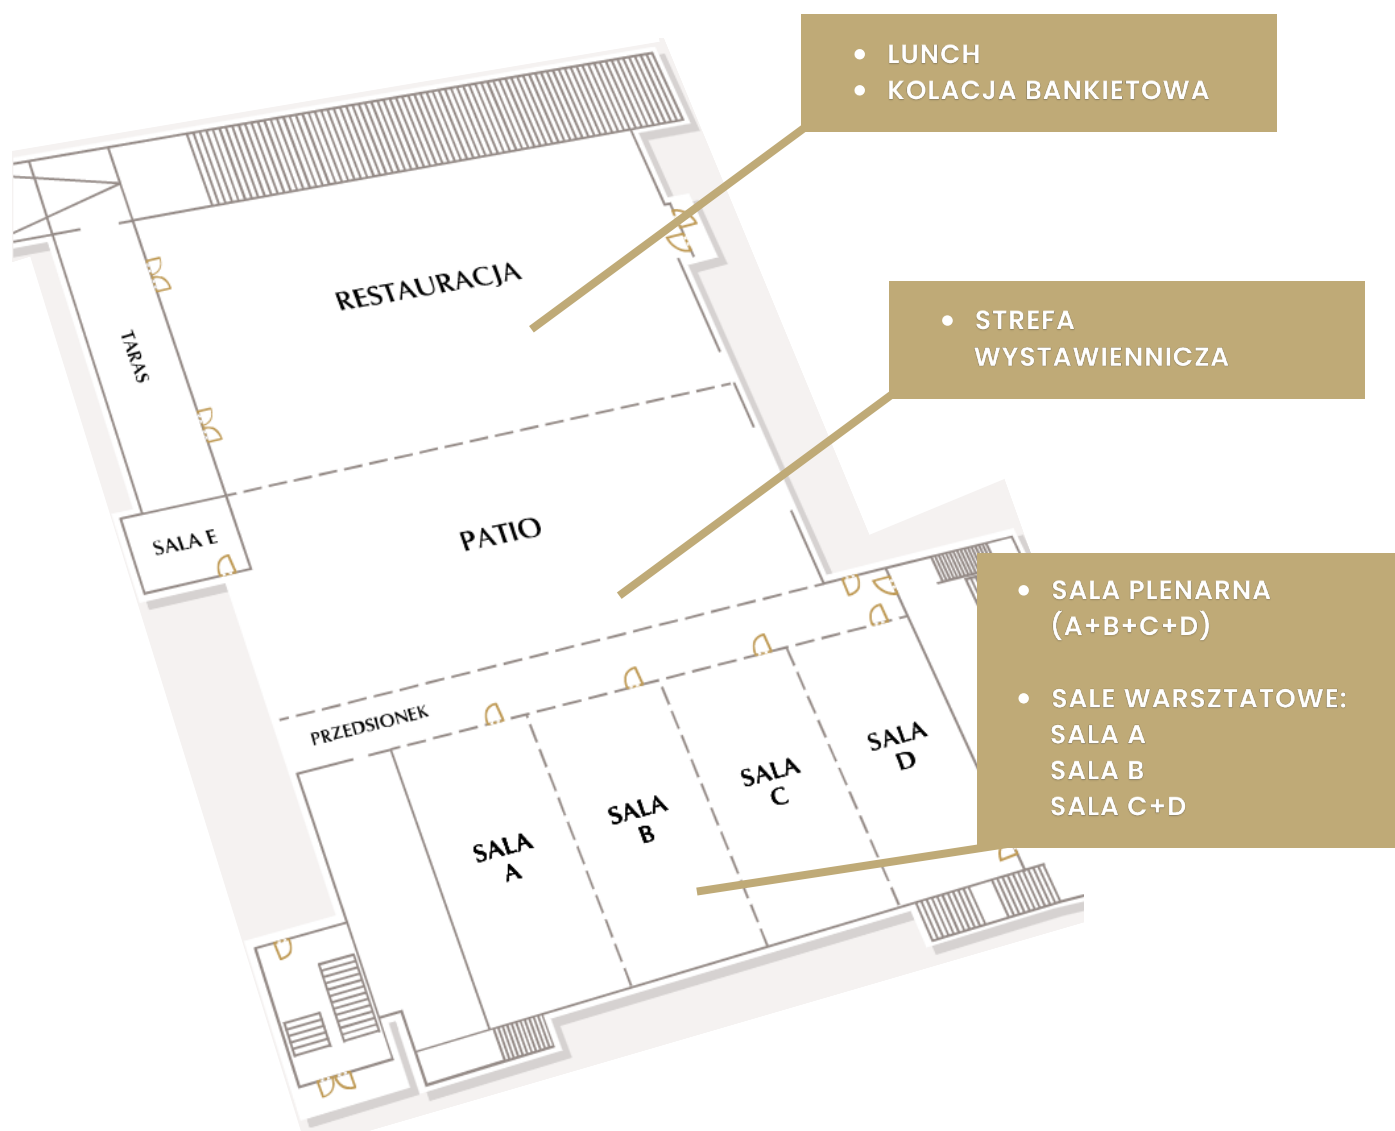 • LUNCH
• KOLACJA BANKIETOWA
RESTAURACJA
TARAS
• STREFA
WYSTAWIENNICZA
PATIO
SALA E
• SALA PLENARNA
(A+B+C+D)
• SALE WARSZTATOWE:
SALA A
SALA B
SALA C+D
PRZEDSIONEK
SALA
A
SALA
B
SALA
C
SALA
D